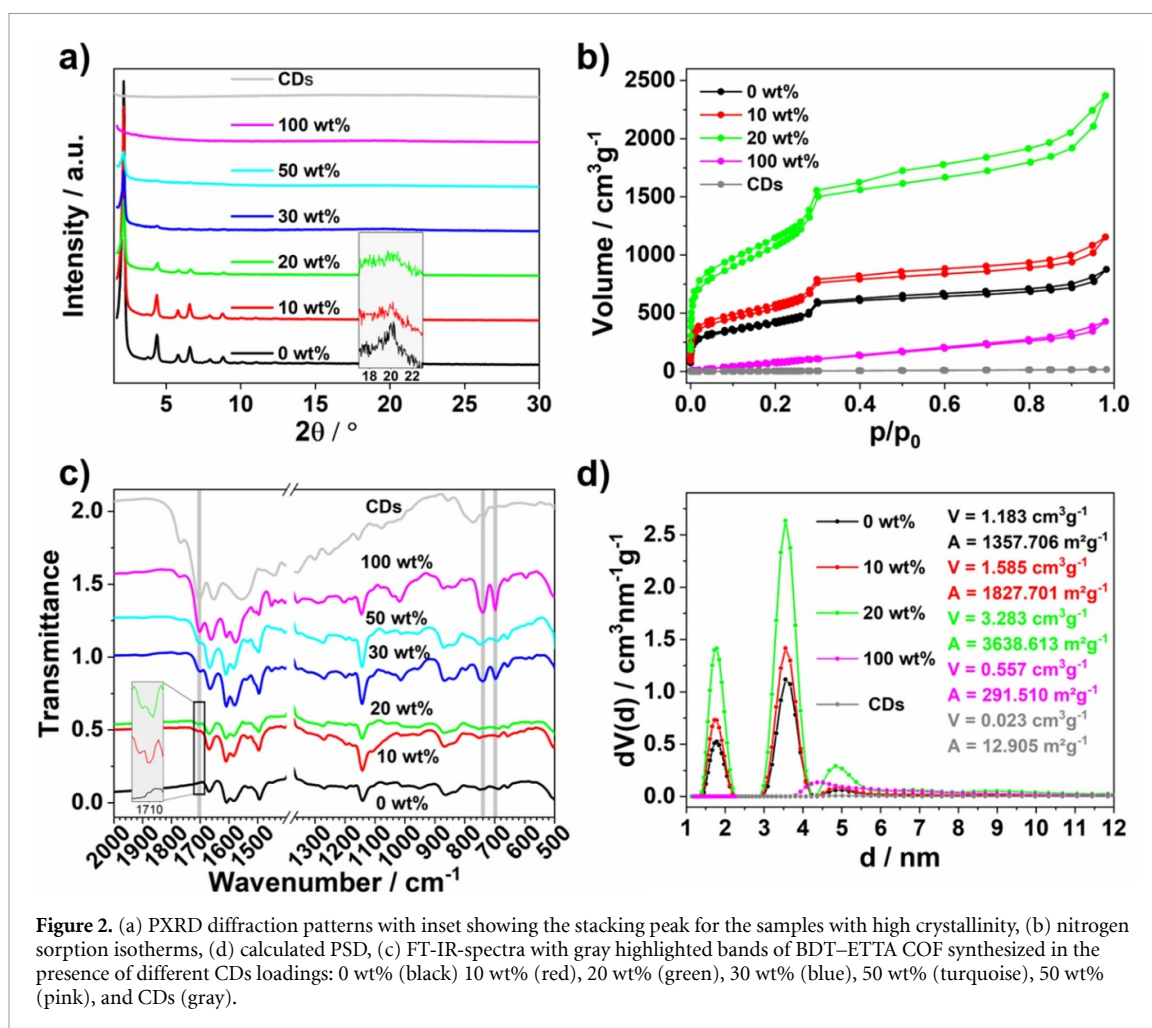 a)
CDs
100 wt%
50 wt%
30 wt%
20 wt%
10 wt%
0 wt%
18 20 22
Intensity / a.u.
5 10 15 20 25 30
2θ / °
b)
2500
2000
1500
1000
500
0
0 wt%
10 wt%
20 wt%
100 wt%
CDs
Volume / cm³g⁻¹
0.0 0.2 0.4 0.6 0.8 1.0
p/p₀
c)
2.0
1.5
1.0
0.5
0.0
CDs
100 wt%
50 wt%
30 wt%
20 wt%
10 wt%
0 wt%
1710
Transmittance
2000 1900 1800 1700 1600 1500 1300 1200 1100 1000 900 800 700 600 500
Wavenumber / cm⁻¹
d)
2.5
2.0
1.5
1.0
0.5
0.0
0 wt%
10 wt%
20 wt%
100 wt%
CDs
V = 1.183 cm³g⁻¹
A = 1357.706 m²g⁻¹
V = 1.585 cm³g⁻¹
A = 1827.701 m²g⁻¹
V = 3.283 cm³g⁻¹
A = 3638.613 m²g⁻¹
V = 0.557 cm³g⁻¹
A = 291.510 m²g⁻¹
V = 0.023 cm³g⁻¹
A = 12.905 m²g⁻¹
dV(d) / cm³nm⁻¹g⁻¹
1 2 3 4 5 6 7 8 9 10 11 12
d / nm
Figure 2. (a) PXRD diffraction patterns with inset showing the stacking peak for the samples with high crystallinity, (b) nitrogen
sorption isotherms, (d) calculated PSD, (c) FT-IR-spectra with gray highlighted bands of BDT–ETTA COF synthesized in the
presence of different CDs loadings: 0 wt% (black) 10 wt% (red), 20 wt% (green), 30 wt% (blue), 50 wt% (turquoise), 50 wt%
(pink), and CDs (gray).